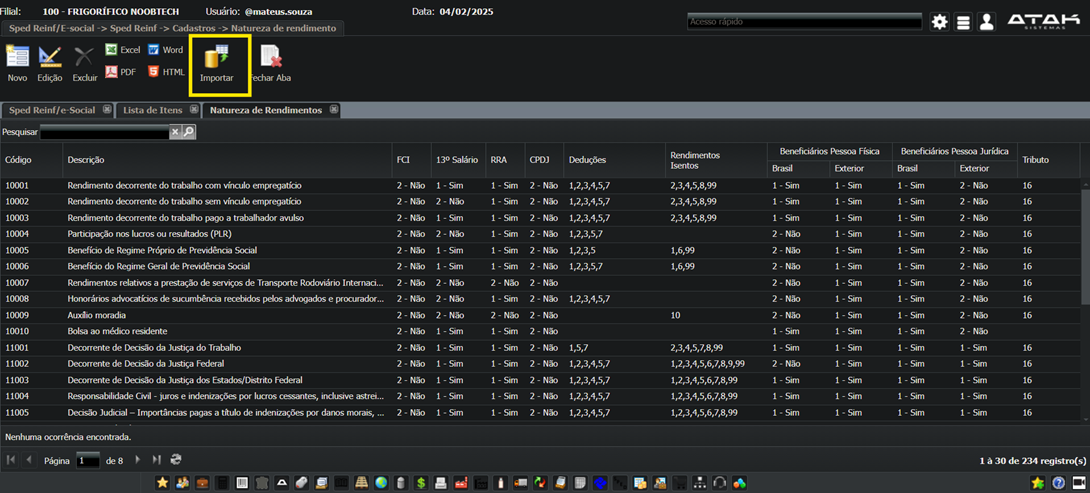 Filial: 100 - FRIGORÍFICO NOOBTECH Usuário: @mateus.souza Data: 04/02/2025
Sped Reinf/E-social -> Sped Reinf -> Cadastros -> Natureza de rendimento
Acesso rápido
ATAK
SISTEMAS
Novo Edição Excluir Excel Word PDF HTML Importar Fechar Aba
Sped Reinf/e-Social Lista de Itens Natureza de Rendimentos
Pesquisar
Código Descrição FCI 13º Salário RRA CPDJ Deduções Rendimentos Isentos Beneficiários Pessoa Física Beneficiários Pessoa Jurídica Tributo
Brasil Exterior Brasil Exterior
10001 Rendimento decorrente do trabalho com vínculo empregatício 2 - Não 1 - Sim 1 - Sim 2 - Não 1,2,3,4,5,7 2,3,4,5,8,99 1 - Sim 1 - Sim 1 - Sim 2 - Não 16
10002 Rendimento decorrente do trabalho sem vínculo empregatício 2 - Não 2 - Não 1 - Sim 2 - Não 1,2,3,4,5,7 2,3,4,5,8,99 1 - Sim 1 - Sim 1 - Sim 1 - Sim 16
10003 Rendimento decorrente do trabalho pago a trabalhador avulso 2 - Não 1 - Sim 1 - Sim 2 - Não 1,2,3,4,5,7 2,3,4,5,8,99 1 - Sim 1 - Sim 1 - Sim 1 - Sim 16
10004 Participação nos lucros ou resultados (PLR) 2 - Não 2 - Não 1 - Sim 2 - Não 1,2,3,5,7 2 - Não 1 - Sim 1 - Sim 2 - Não 16
10005 Benefício de Regime Próprio de Previdência Social 2 - Não 1 - Sim 1 - Sim 2 - Não 1,2,3,5 1,6,99 2 - Não 1 - Sim 1 - Sim 2 - Não 16
10006 Benefício do Regime Geral de Previdência Social 2 - Não 1 - Sim 1 - Sim 2 - Não 1,2,3,5,7 1,6,99 2 - Não 1 - Sim 1 - Sim 2 - Não 16
10007 Rendimentos relativos a prestação de serviços de Transporte Rodoviário Internaci... 2 - Não 2 - Não 2 - Não 2 - Não 2 - Não 1 - Sim 1 - Sim 2 - Não 16
10008 Honorários advocatícios de sucumbência recebidos pelos advogados e procurador... 2 - Não 2 - Não 1 - Sim 2 - Não 1,2,3,4,5,7 2 - Não 1 - Sim 1 - Sim 2 - Não 16
10009 Auxílio moradia 2 - Não 2 - Não 2 - Não 2 - Não 10 2 - Não 1 - Sim 1 - Sim 2 - Não 16
10010 Bolsa ao médico residente 2 - Não 1 - Sim 1 - Sim 2 - Não 1 - Sim 1 - Sim 1 - Sim 2 - Não
11001 Decorrente de Decisão da Justiça do Trabalho 2 - Não 1 - Sim 1 - Sim 2 - Não 1,5,7 2,3,4,5,7,8,99 1 - Sim 1 - Sim 1 - Sim 1 - Sim 16
11002 Decorrente de Decisão da Justiça Federal 2 - Não 1 - Sim 1 - Sim 2 - Não 1,2,3,4,5,7 1,2,3,4,5,6,7,8,9,99 2 - Não 1 - Sim 1 - Sim 1 - Sim 16
11003 Decorrente de Decisão da Justiça dos Estados/Distrito Federal 2 - Não 1 - Sim 1 - Sim 2 - Não 1,2,3,4,5,7 1,2,3,4,5,6,7,8,99 1 - Sim 1 - Sim 1 - Sim 1 - Sim 16
11004 Responsabilidade Civil - juros e indenizações por lucros cessantes, inclusive astrei... 2 - Não 1 - Sim 1 - Sim 2 - Não 1,2,3,4,5,7 1,2,3,4,5,6,7,8,99 1 - Sim 1 - Sim 1 - Sim 1 - Sim 16
11005 Decisão Judicial – Importâncias pagas a título de indenizações por danos morais, ... 2 - Não 1 - Sim 1 - Sim 2 - Não 1,2,3,4,5,7 1,2,3,4,5,6,7,8,99 1 - Sim 1 - Sim 1 - Sim 1 - Sim 16
Nenhuma ocorrência encontrada.
Página 1 de 8 1 à 30 de 234 registro(s)